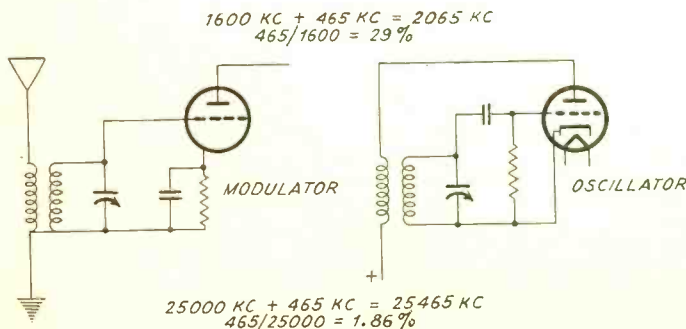 1600 KC + 465 KC = 2065 KC
465/1600 = 29%
MODULATOR
OSCILLATOR
+
25000 KC + 465 KC = 25465 KC
465/25000 = 1.86%